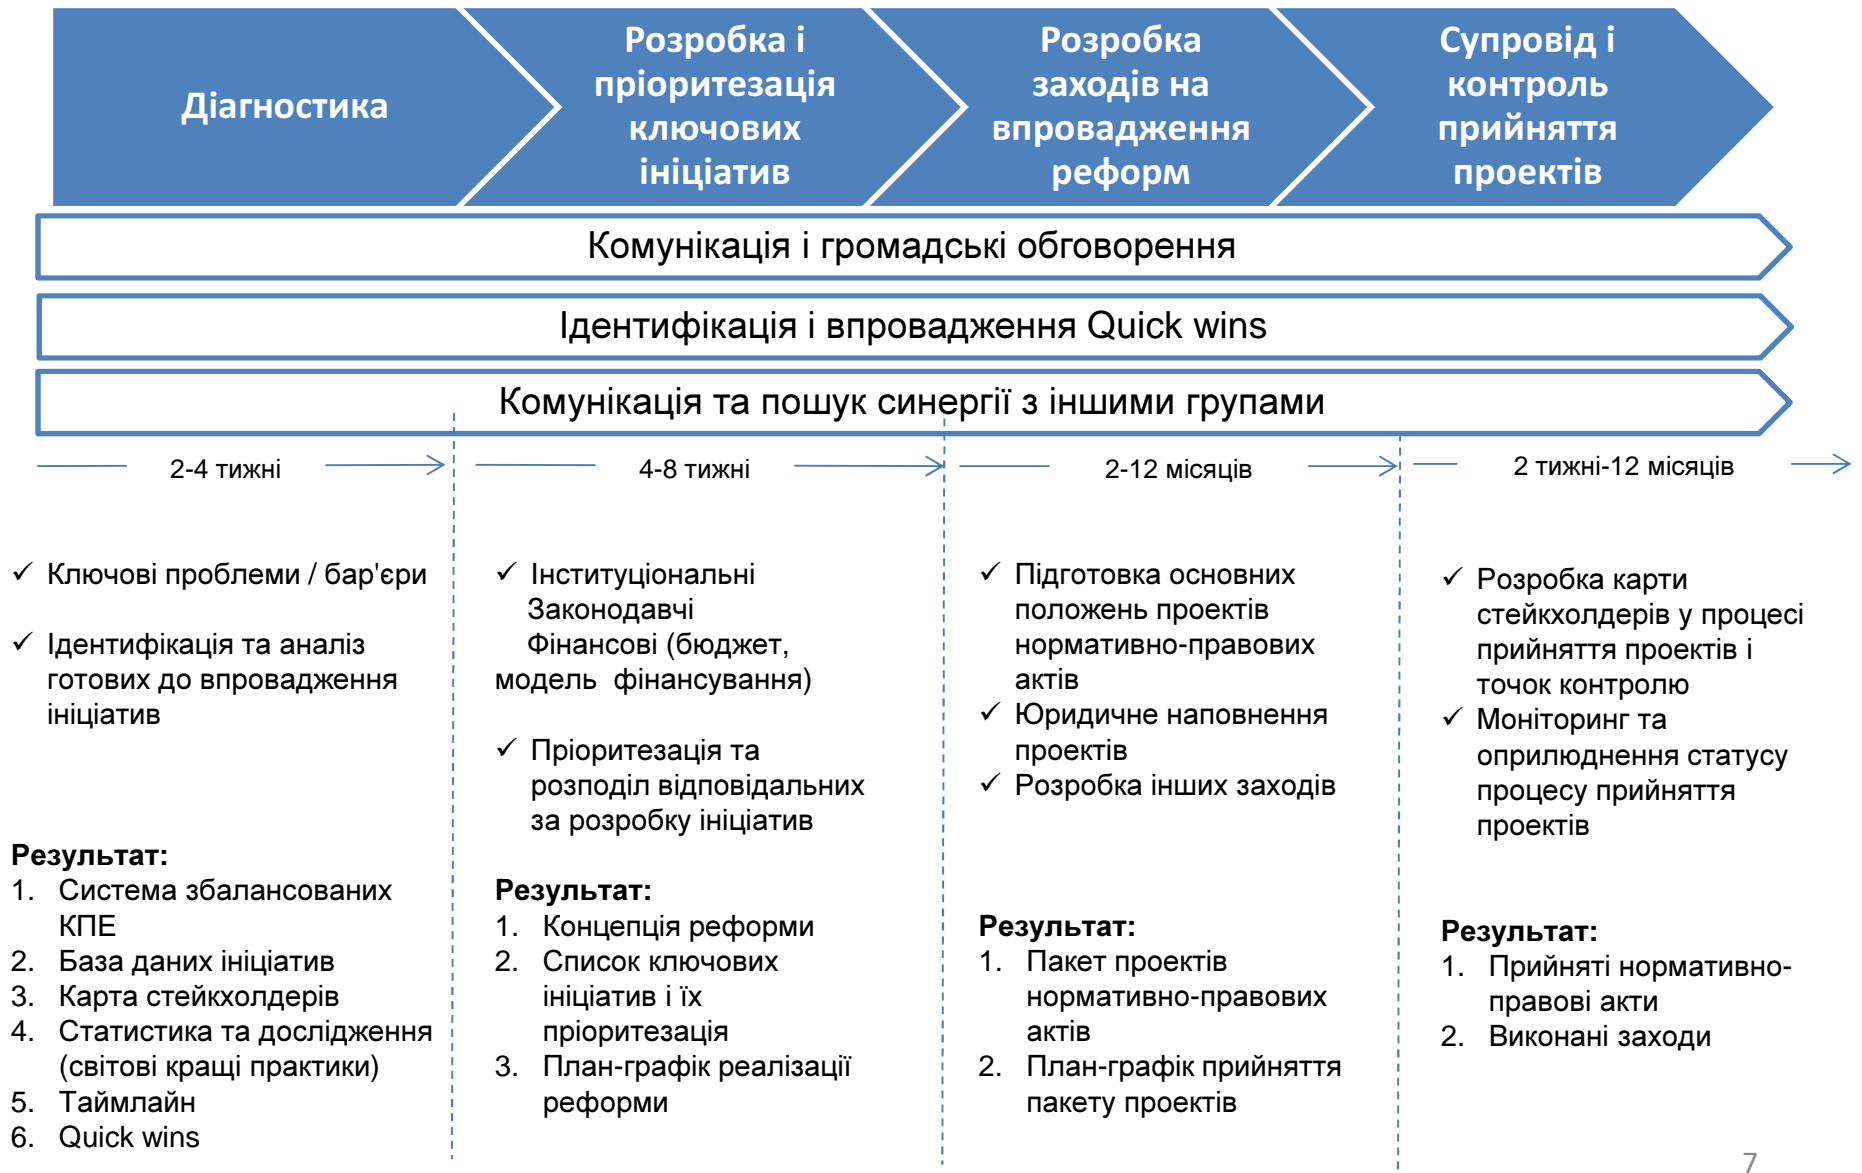 Діагностика
Розробка і
пріоритезація
ключових
ініціатив
Розробка
заходів на
впровадження
реформ
Супровід і
контроль
прийняття
проектів
Комунікація і громадські обговорення
Ідентифікація і впровадження Quick wins
Комунікація та пошук синергії з іншими групами
2-4 тижні
4-8 тижні
2-12 місяців
2 тижні-12 місяців
✓ Ключові проблеми / бар'єри
✓ Ідентифікація та аналіз
готових до впровадження
ініціатив
Результат:
1. Система збалансованих
КПЕ
2. База даних ініціатив
3. Карта стейкхолдерів
4. Статистика та дослідження
(світові кращі практики)
5. Таймлайн
6. Quick wins
✓ Інституціональні
Законодавчі
Фінансові (бюджет,
модель фінансування)
✓ Пріоритезація та
розподіл відповідальних
за розробку ініціатив
Результат:
1. Концепція реформи
2. Список ключових
ініціатив і їх
пріоритезація
3. План-графік реалізації
реформи
✓ Підготовка основних
положень проектів
нормативно-правових
актів
✓ Юридичне наповнення
проектів
✓ Розробка інших заходів
Результат:
1. Пакет проектів
нормативно-правових
актів
2. План-графік прийняття
пакету проектів
✓ Розробка карти
стейкхолдерів у процесі
прийняття проектів і
точок контролю
✓ Моніторинг та
оприлюднення статусу
процесу прийняття
проектів
Результат:
1. Прийняті нормативно-
правові акти
2. Виконані заходи
7